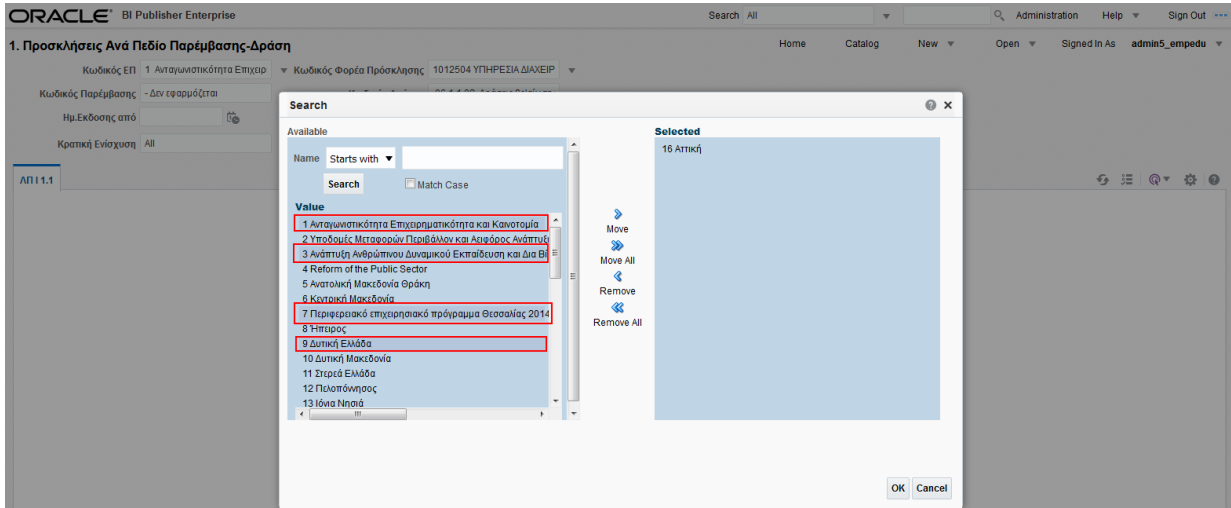 ORACLE BI Publisher Enterprise
Search All
Administration Help Sign Out
1. Προσκλήσεις Ανά Πεδίο Παρέμβασης-Δράση
Home Catalog New Open Signed In As admin5_empedu
Κωδικός ΕΠ 1 Ανταγωνιστικότητα Επιχειρ Κωδικός Φορέα Πρόσκλησης 1012504 ΥΠΗΡΕΣΙΑ ΔΙΑΧΕΙΡ
Κωδικός Παρέμβασης - Δεν εφαρμόζεται
Ημ.Εκδοσης από
Κρατική Ενίσχυση All
ΛΠ Ι 1.1
Search
Available
Name Starts with
Search Match Case
Value
1 Ανταγωνιστικότητα Επιχειρηματικότητα και Καινοτομία
2 Υποδομές Μεταφορών Περιβάλλον και Αειφόρος Ανάπτυξ
3 Ανάπτυξη Ανθρώπινου Δυναμικού Εκπαίδευση και Δια Βί
4 Reform of the Public Sector
5 Ανατολική Μακεδονία Θράκη
6 Κεντρική Μακεδονία
7 Περιφερειακό επιχειρησιακό πρόγραμμα Θεσσαλίας 2014
8 Ήπειρος
9 Δυτική Ελλάδα
10 Δυτική Μακεδονία
11 Στερεά Ελλάδα
12 Πελοπόννησος
13 Ιόνια Νησιά
Move
Move All
Remove
Remove All
Selected
16 Αττική
OK Cancel